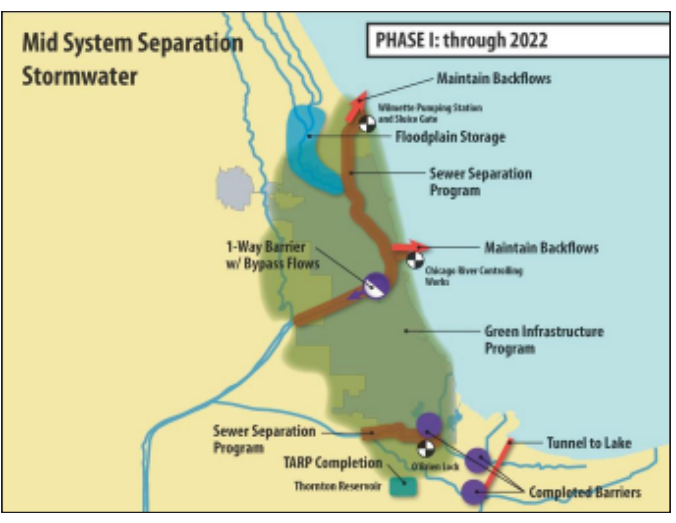 Mid System Separation
Stormwater
PHASE I: through 2022
Maintain Backflows
Wilmette Pumping Station
and Sluice Gate
Floodplain Storage
Sewer Separation
Program
1-Way Barrier
w/ Bypass Flows
Maintain Backflows
Chicago River Controlling
Works
Green Infrastructure
Program
Sewer Separation
Program
Tunnel to Lake
O'Brien Lock
TARP Completion
Thornton Reservoir
Completed Barriers